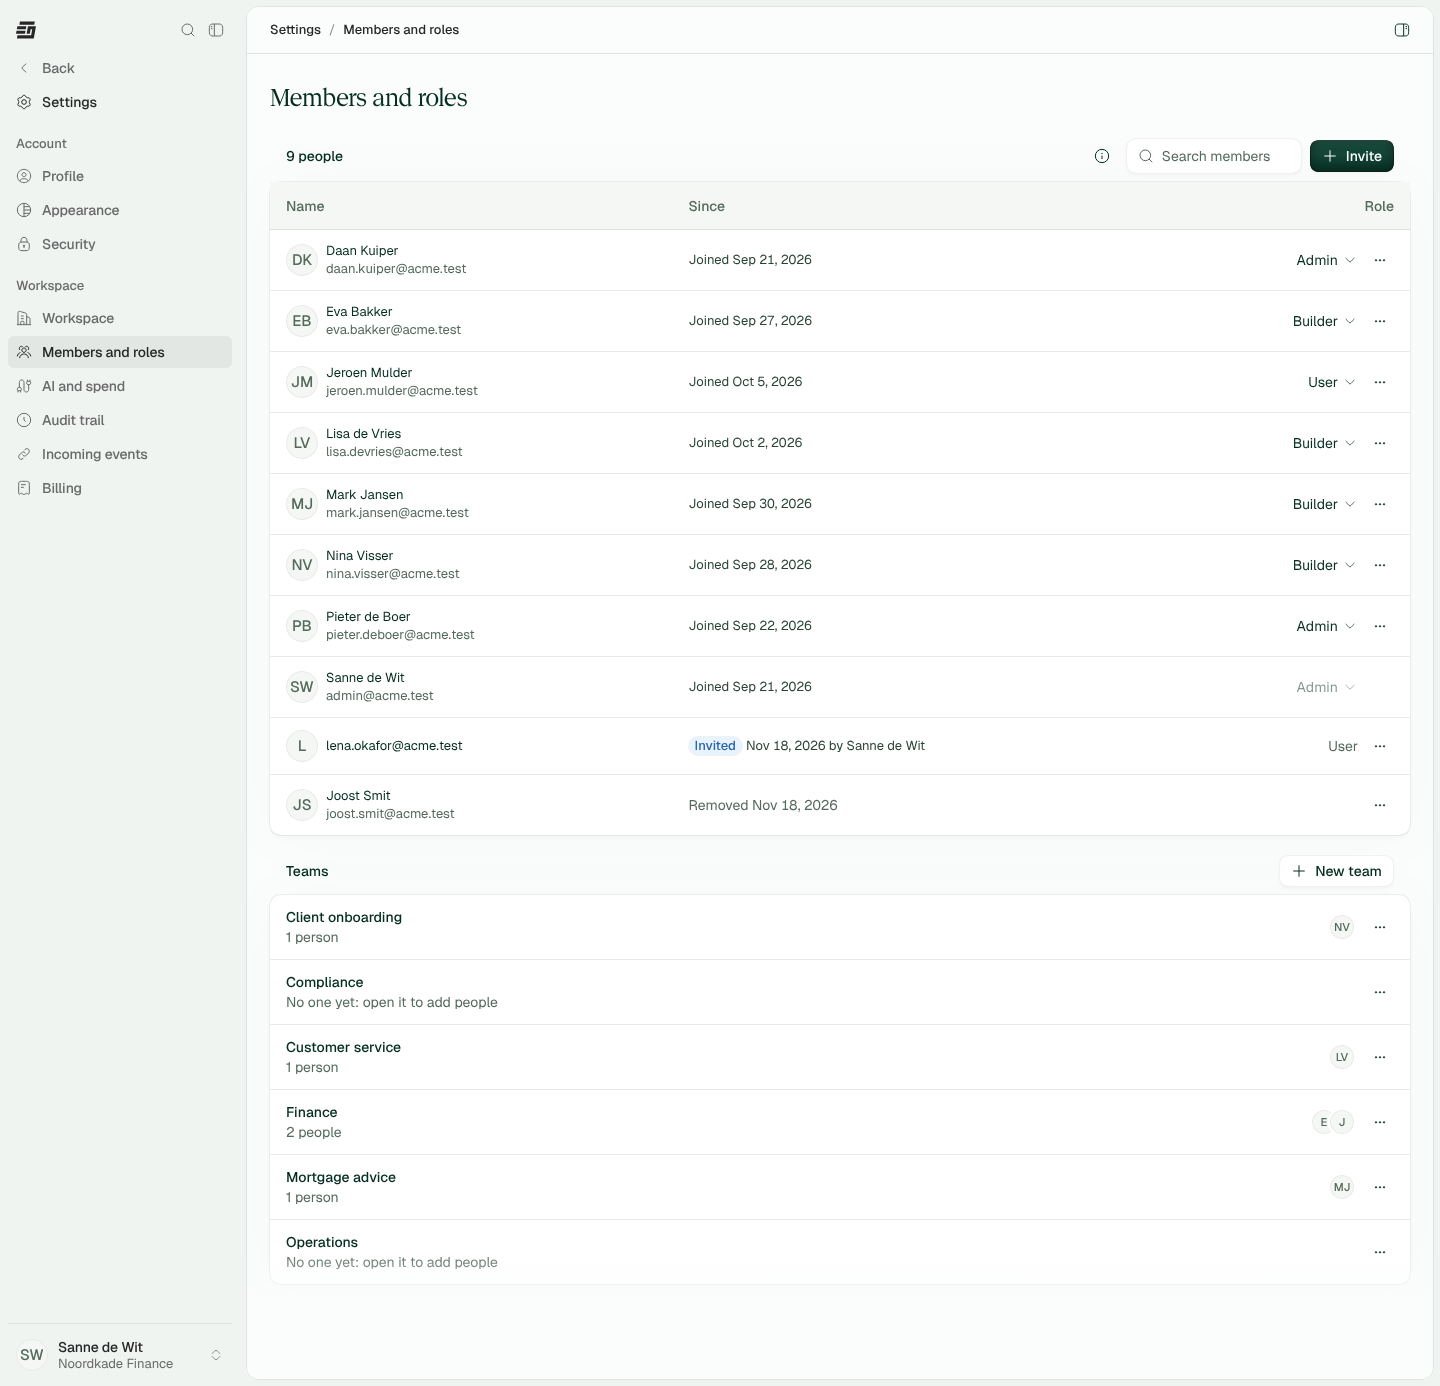 Settings / Members and roles
Back
Settings
Account
Profile
Appearance
Security
Workspace
Workspace
Members and roles
AI and spend
Audit trail
Incoming events
Billing
Sanne de Wit
SW
Noordkade Finance
Members and roles
9 people
Search members
Invite
Name Since Role
DK
Daan Kuiper
daan.kuiper@acme.test
Joined Sep 21, 2026
Admin
EB
Eva Bakker
eva.bakker@acme.test
Joined Sep 27, 2026
Builder
JM
Jeroen Mulder
jeroen.mulder@acme.test
Joined Oct 5, 2026
User
LV
Lisa de Vries
lisa.devries@acme.test
Joined Oct 2, 2026
Builder
MJ
Mark Jansen
mark.jansen@acme.test
Joined Sep 30, 2026
Builder
NV
Nina Visser
nina.visser@acme.test
Joined Sep 28, 2026
Builder
PB
Pieter de Boer
pieter.deboer@acme.test
Joined Sep 22, 2026
Admin
SW
Sanne de Wit
admin@acme.test
Joined Sep 21, 2026
Admin
L
lena.okafor@acme.test
Invited Nov 18, 2026 by Sanne de Wit
User
JS
Joost Smit
joost.smit@acme.test
Removed Nov 18, 2026
Teams
New team
Client onboarding
1 person
NV
Compliance
No one yet: open it to add people
Customer service
1 person
LV
Finance
2 people
E J
Mortgage advice
1 person
MJ
Operations
No one yet: open it to add people